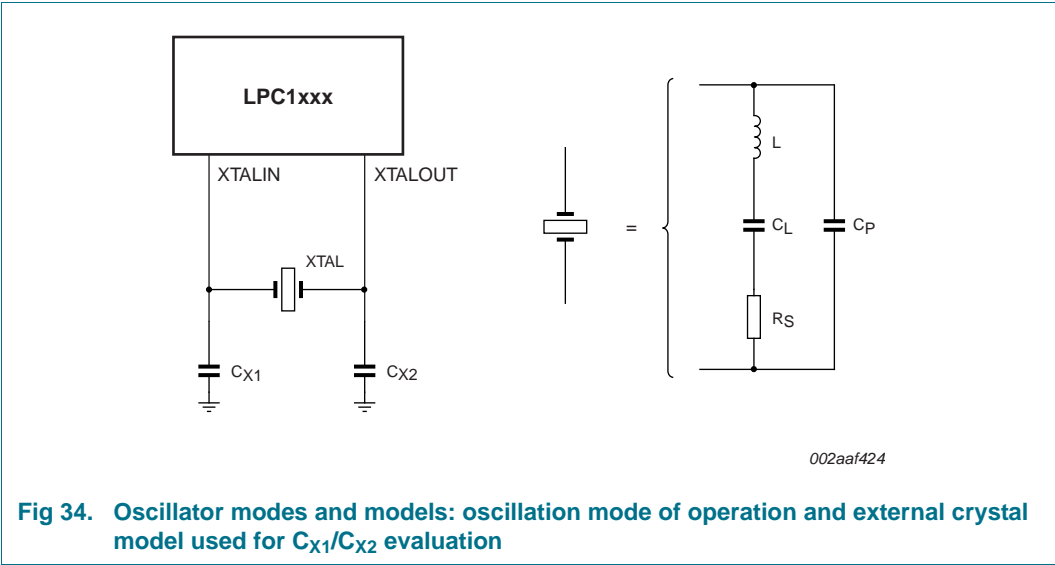 LPC1xxx
XTALIN
XTALOUT
XTAL
CX1
CX2
=
L
CL
CP
RS
002aaf424
Fig 34. Oscillator modes and models: oscillation mode of operation and external crystal
model used for CX1/CX2 evaluation